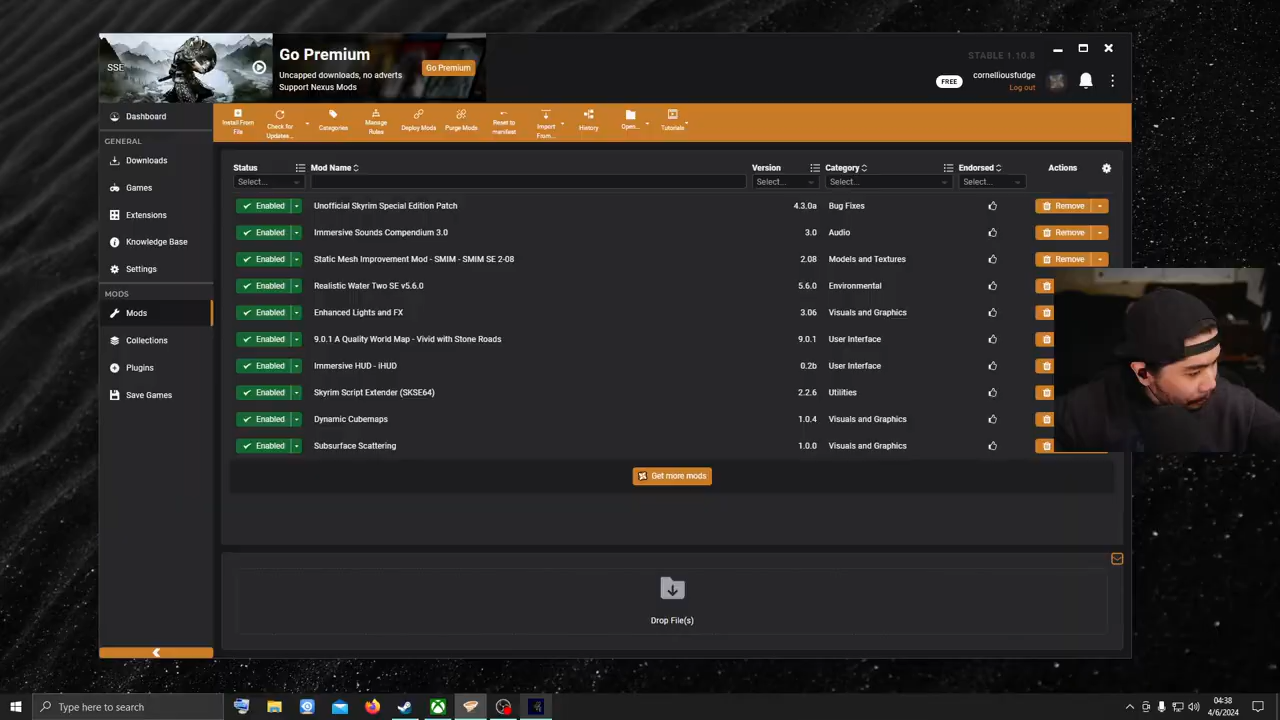 SSE
Go Premium
Uncapped downloads, no adverts
Support Nexus Mods
Go Premium
STABLE 1.10.8
FREE
cornelliousfudge
Log out
Dashboard
GENERAL
Downloads
Games
Extensions
Knowledge Base
Settings
MODS
Mods
Collections
Plugins
Save Games
Install From
File
Check for
Updates...
Categories
Manage
Rules
Deploy Mods
Purge Mods
Reset to
manifest
Import
From...
History
Open...
Tutorials
Status Mod Name Version Category Endorsed Actions
Select... Select... Select... Select...
Enabled Unofficial Skyrim Special Edition Patch 4.3.0a Bug Fixes Remove
Enabled Immersive Sounds Compendium 3.0 3.0 Audio Remove
Enabled Static Mesh Improvement Mod - SMIM - SMIM SE 2-08 2.08 Models and Textures Remove
Enabled Realistic Water Two SE v5.6.0 5.6.0 Environmental
Enabled Enhanced Lights and FX 3.06 Visuals and Graphics
Enabled 9.0.1 A Quality World Map - Vivid with Stone Roads 9.0.1 User Interface
Enabled Immersive HUD - iHUD 0.2b User Interface
Enabled Skyrim Script Extender (SKSE64) 2.2.6 Utilities
Enabled Dynamic Cubemaps 1.0.4 Visuals and Graphics
Enabled Subsurface Scattering 1.0.0 Visuals and Graphics
Get more mods
Drop File(s)
Type here to search
04:38
4/6/2024